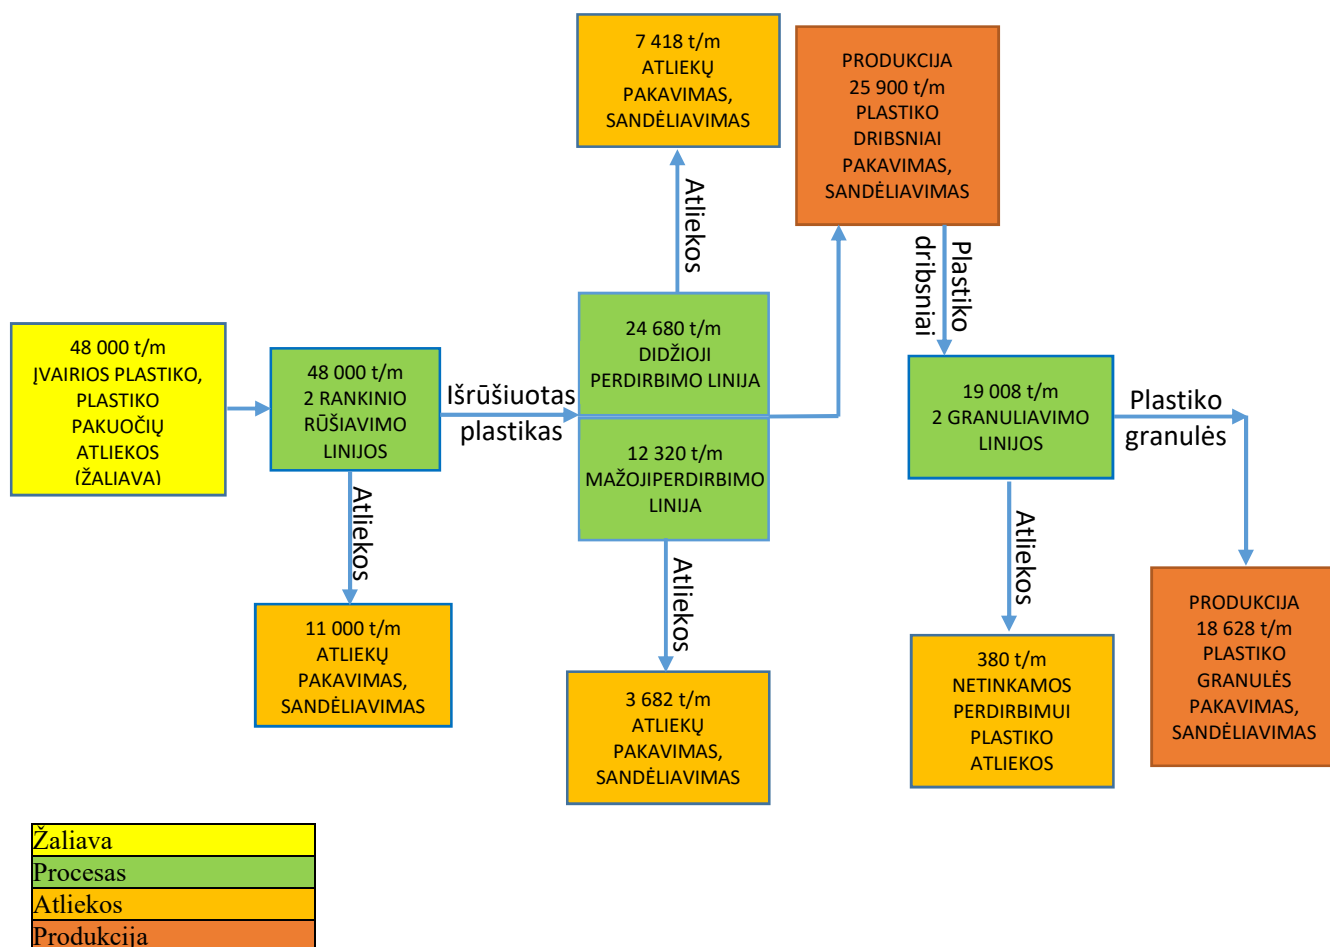 7 418 t/m
ATLIEKŲ
PAKAVIMAS,
SANDĖLIAVIMAS
PRODUKCIJA
25 900 t/m
PLASTIKO
DRIBSNIAI
PAKAVIMAS,
SANDĖLIAVIMAS
Atliekos
Plastiko
dribsniai
48 000 t/m
ĮVAIRIOS PLASTIKO,
PLASTIKO
PAKUOČIŲ
ATLIEKOS
(ŽALIAVA)
48 000 t/m
2 RANKINIO
RŪŠIAVIMO
LINIJOS
Išrūšiuotas
plastikas
24 680 t/m
DIDŽIOJI
PERDIRBIMO LINIJA
12 320 t/m
MAŽOJIPERDIRBIMO
LINIJA
19 008 t/m
2 GRANULIAVIMO
LINIJOS
Plastiko
granulės
Atliekos
Atliekos
Atliekos
11 000 t/m
ATLIEKŲ
PAKAVIMAS,
SANDĖLIAVIMAS
3 682 t/m
ATLIEKŲ
PAKAVIMAS,
SANDĖLIAVIMAS
380 t/m
NETINKAMOS
PERDIRBIMUI
PLASTIKO
ATLIEKOS
PRODUKCIJA
18 628 t/m
PLASTIKO
GRANULĖS
PAKAVIMAS,
SANDĖLIAVIMAS
Žaliava
Procesas
Atliekos
Produkcija